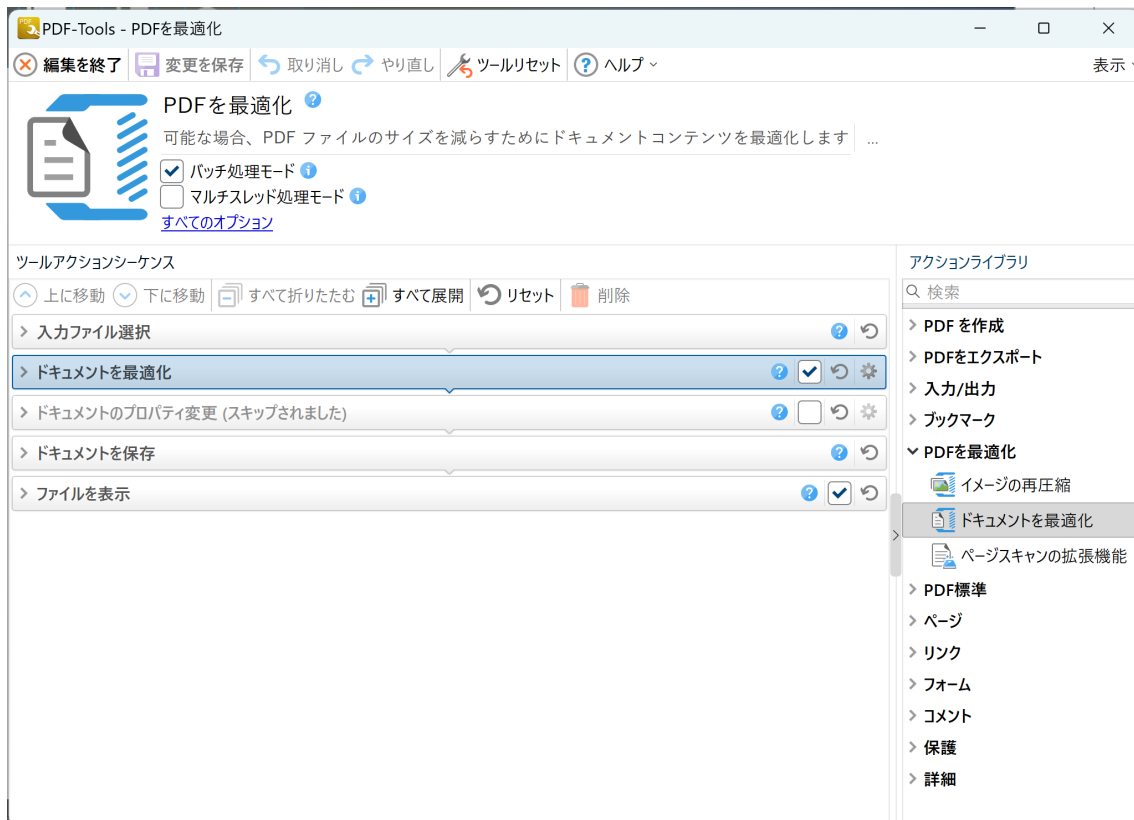 PDF-Tools - PDFを最適化
編集を終了 変更を保存 取り消し やり直し ツールリセット ヘルプ 表示
PDFを最適化
可能な場合、PDF ファイルのサイズを減らすためにドキュメントコンテンツを最適化します ...
バッチ処理モード
マルチスレッド処理モード
すべてのオプション
ツールアクションシーケンス
上に移動 下に移動 すべて折りたたむ すべて展開 リセット 削除
入力ファイル選択
ドキュメントを最適化
ドキュメントのプロパティ変更 (スキップされました)
ドキュメントを保存
ファイルを表示
アクションライブラリ
検索
PDF を作成
PDFをエクスポート
入力/出力
ブックマーク
PDFを最適化
イメージの再圧縮
ドキュメントを最適化
ページスキャンの拡張機能
PDF標準
ページ
リンク
フォーム
コメント
保護
詳細